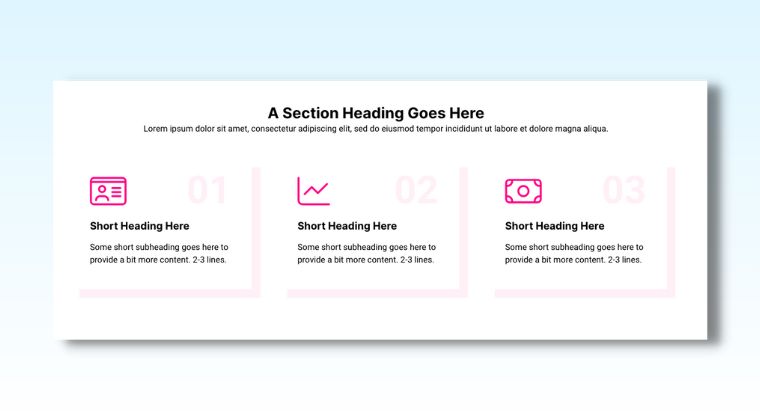 A Section Heading Goes Here
Lorem ipsum dolor sit amet, consectetur adipiscing elit, sed do eiusmod tempor incididunt ut labore et dolore magna aliqua.
01
Short Heading Here
Some short subheading goes here to
provide a bit more content. 2-3 lines.
02
Short Heading Here
Some short subheading goes here to
provide a bit more content. 2-3 lines.
03
Short Heading Here
Some short subheading goes here to
provide a bit more content. 2-3 lines.